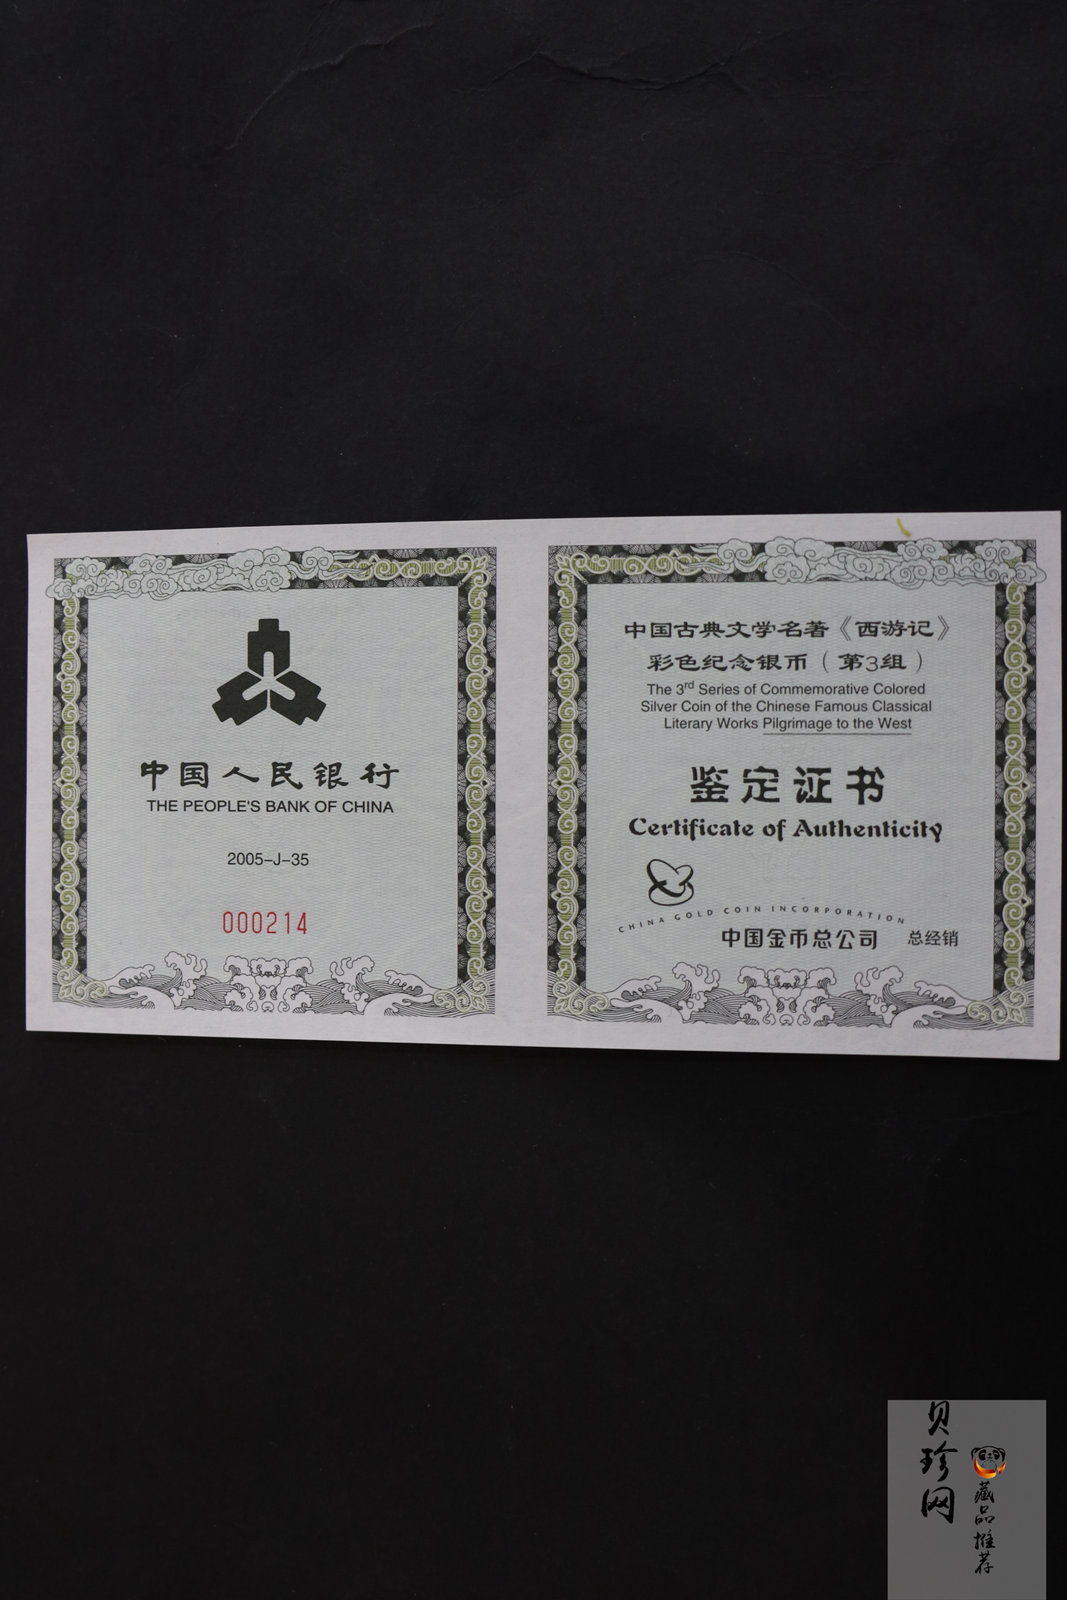 中国人民银行
THE PEOPLE'S BANK OF CHINA
2005-J-35
000214
中国古典文学名著《西游记》
彩色纪念银币（第3组）
The 3rd Series of Commemorative Colored
Silver Coin of the Chinese Famous Classical
Literary Works Pilgrimage to the West
鉴定证书
Certificate of Authenticity
CHINA GOLD COIN INCORPORATION
中国金币总公司 总经销
贝珍网
藏品推荐